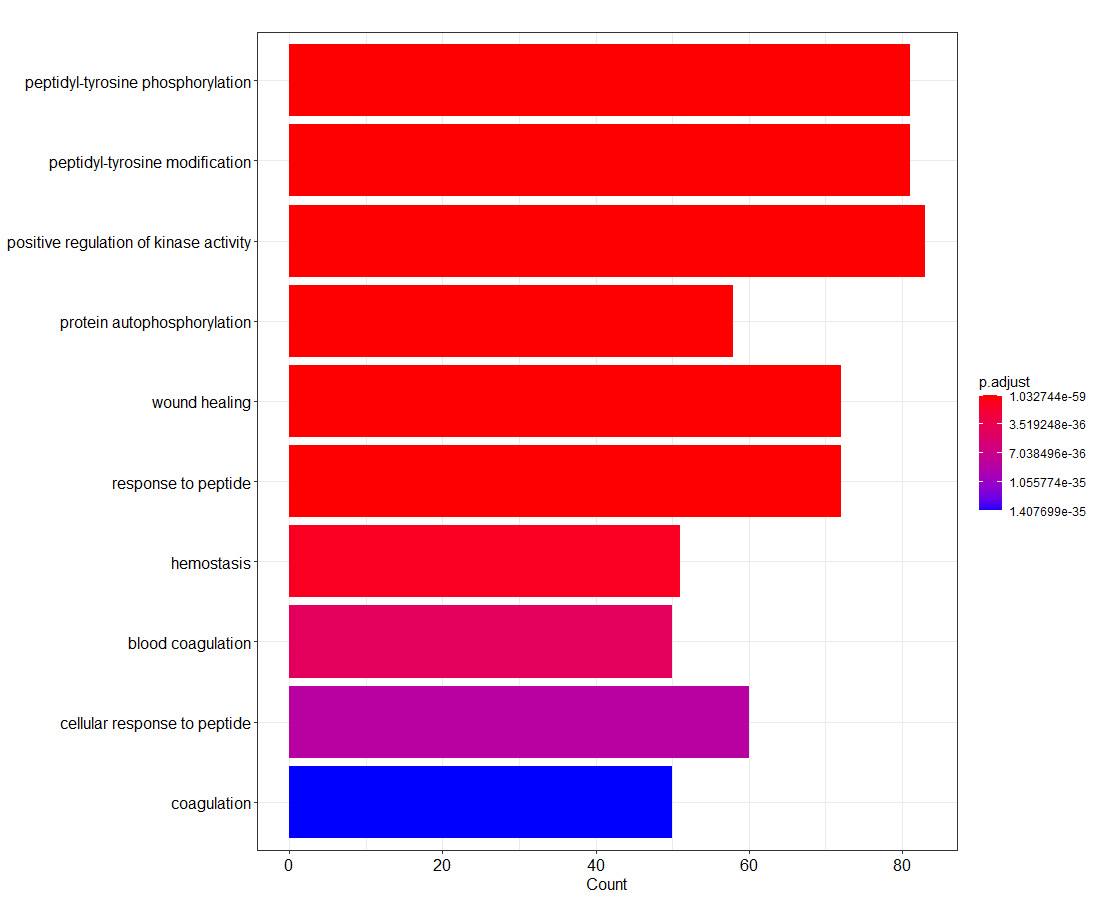 peptidyl-tyrosine phosphorylation
peptidyl-tyrosine modification
positive regulation of kinase activity
protein autophosphorylation
wound healing
response to peptide
hemostasis
blood coagulation
cellular response to peptide
coagulation
0 20 40 60 80
Count
p.adjust
1.032744e-59
3.519248e-36
7.038496e-36
1.055774e-35
1.407699e-35